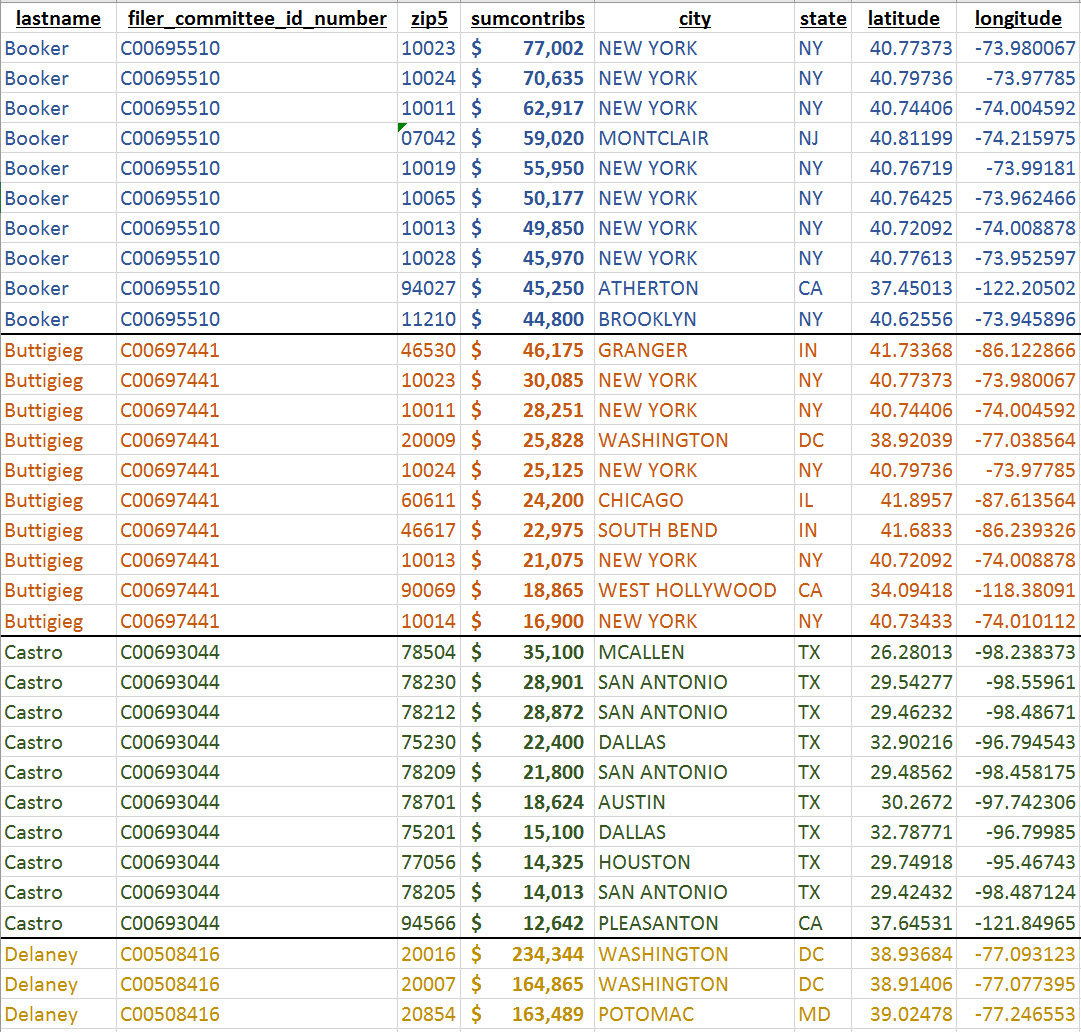 lastname filer_committee_id_number zip5 sumcontribs city state latitude longitude
Booker C00695510 10023 $ 77,002 NEW YORK NY 40.77373 -73.980067
Booker C00695510 10024 $ 70,635 NEW YORK NY 40.79736 -73.97785
Booker C00695510 10011 $ 62,917 NEW YORK NY 40.74406 -74.004592
Booker C00695510 07042 $ 59,020 MONTCLAIR NJ 40.81199 -74.215975
Booker C00695510 10019 $ 55,950 NEW YORK NY 40.76719 -73.99181
Booker C00695510 10065 $ 50,177 NEW YORK NY 40.76425 -73.962466
Booker C00695510 10013 $ 49,850 NEW YORK NY 40.72092 -74.008878
Booker C00695510 10028 $ 45,970 NEW YORK NY 40.77613 -73.952597
Booker C00695510 94027 $ 45,250 ATHERTON CA 37.45013 -122.20502
Booker C00695510 11210 $ 44,800 BROOKLYN NY 40.62556 -73.945896
Buttigieg C00697441 46530 $ 46,175 GRANGER IN 41.73368 -86.122866
Buttigieg C00697441 10023 $ 30,085 NEW YORK NY 40.77373 -73.980067
Buttigieg C00697441 10011 $ 28,251 NEW YORK NY 40.74406 -74.004592
Buttigieg C00697441 20009 $ 25,828 WASHINGTON DC 38.92039 -77.038564
Buttigieg C00697441 10024 $ 25,125 NEW YORK NY 40.79736 -73.97785
Buttigieg C00697441 60611 $ 24,200 CHICAGO IL 41.8957 -87.613564
Buttigieg C00697441 46617 $ 22,975 SOUTH BEND IN 41.6833 -86.239326
Buttigieg C00697441 10013 $ 21,075 NEW YORK NY 40.72092 -74.008878
Buttigieg C00697441 90069 $ 18,865 WEST HOLLYWOOD CA 34.09418 -118.38091
Buttigieg C00697441 10014 $ 16,900 NEW YORK NY 40.73433 -74.010112
Castro C00693044 78504 $ 35,100 MCALLEN TX 26.28013 -98.238373
Castro C00693044 78230 $ 28,901 SAN ANTONIO TX 29.54277 -98.55961
Castro C00693044 78212 $ 28,872 SAN ANTONIO TX 29.46232 -98.48671
Castro C00693044 75230 $ 22,400 DALLAS TX 32.90216 -96.794543
Castro C00693044 78209 $ 21,800 SAN ANTONIO TX 29.48562 -98.458175
Castro C00693044 78701 $ 18,624 AUSTIN TX 30.2672 -97.742306
Castro C00693044 75201 $ 15,100 DALLAS TX 32.78771 -96.79985
Castro C00693044 77056 $ 14,325 HOUSTON TX 29.74918 -95.46743
Castro C00693044 78205 $ 14,013 SAN ANTONIO TX 29.42432 -98.487124
Castro C00693044 94566 $ 12,642 PLEASANTON CA 37.64531 -121.84965
Delaney C00508416 20016 $ 234,344 WASHINGTON DC 38.93684 -77.093123
Delaney C00508416 20007 $ 164,865 WASHINGTON DC 38.91406 -77.077395
Delaney C00508416 20854 $ 163,489 POTOMAC MD 39.02478 -77.246553